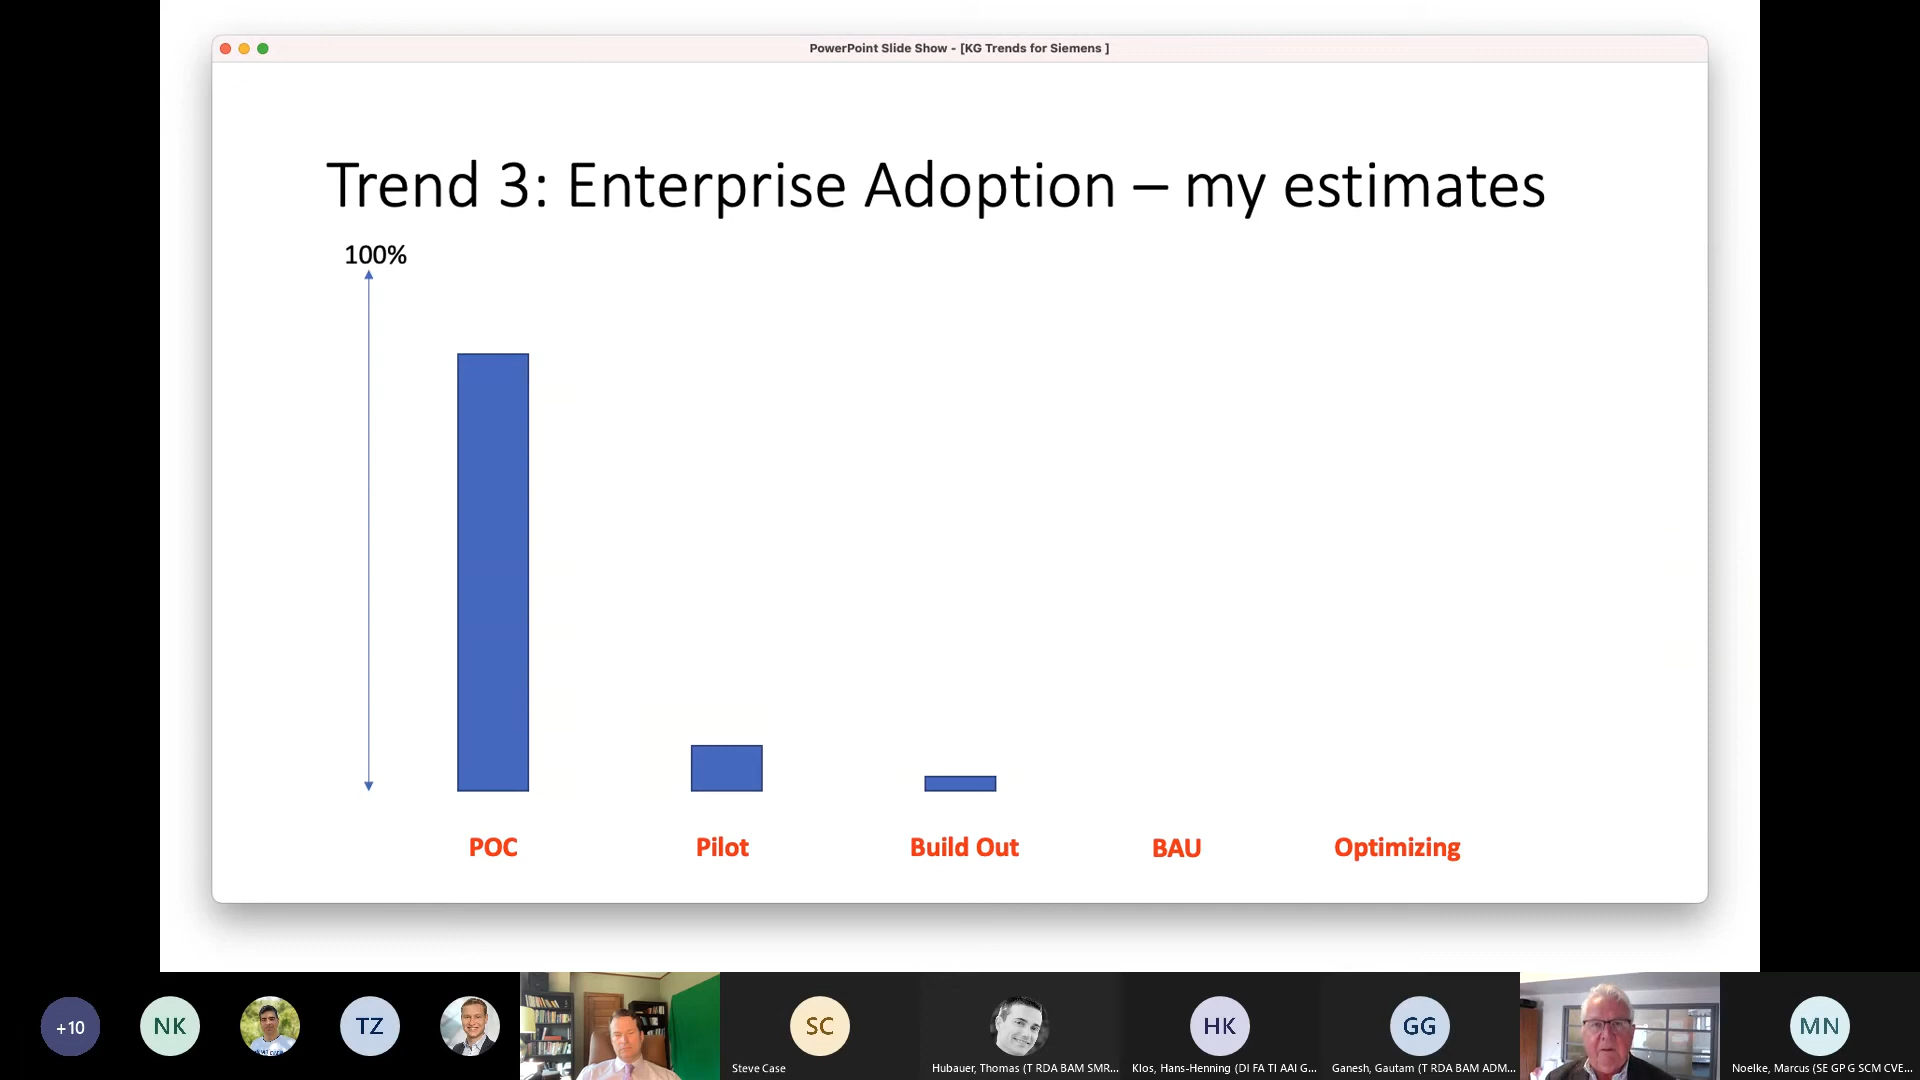 PowerPoint Slide Show - [KG Trends for Siemens ]
Trend 3: Enterprise Adoption – my estimates
100%
POC
Pilot
Build Out
BAU
Optimizing
+10
NK
TZ
SC
HK
GG
MN
Steve Case
Hubauer, Thomas (T RDA BAM SMR...
Klos, Hans-Henning (DI FA TI AAI G...
Ganesh, Gautam (T RDA BAM ADM...
Noelke, Marcus (SE GP G SCM CVE...